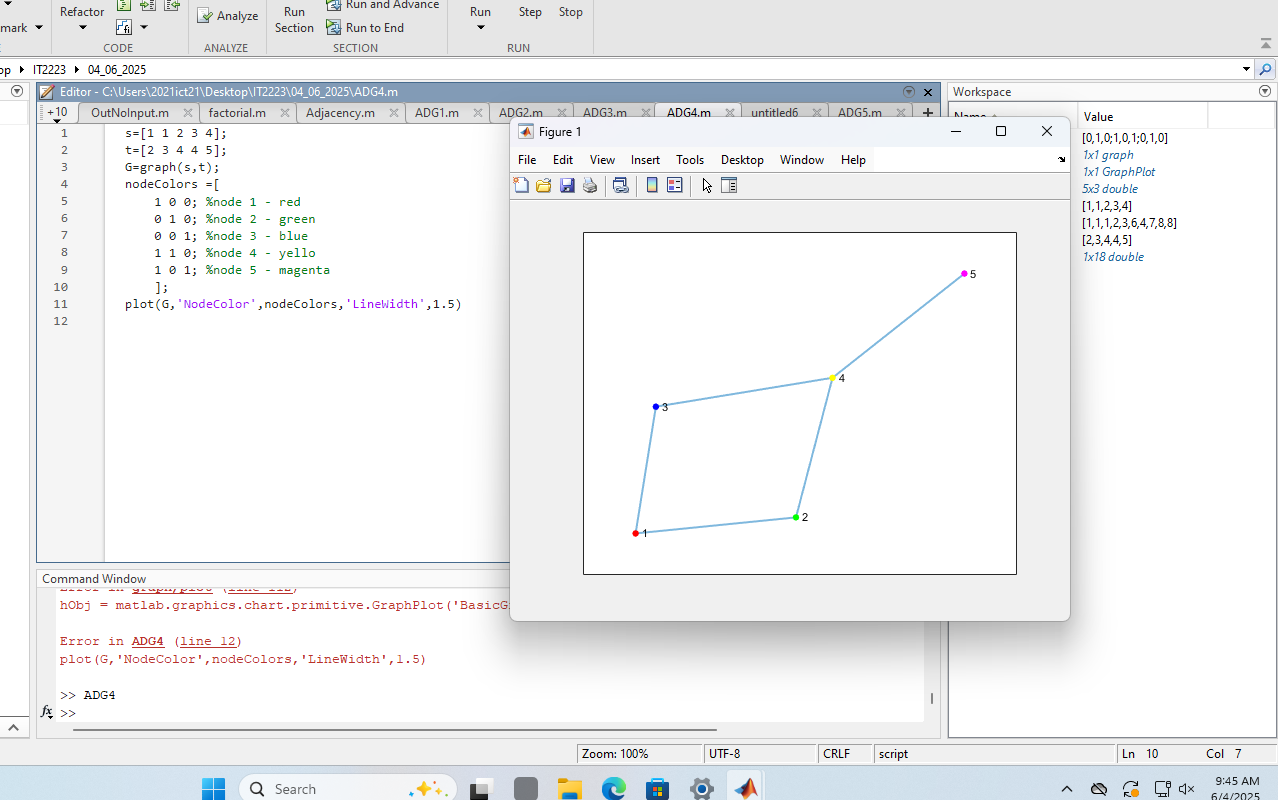 Refactor
Analyze
Run
Section
Run and Advance
Run to End
Run
Step
Stop
mark
CODE
ANALYZE
SECTION
RUN
op IT2223 04_06_2025
Editor - C:\Users\2021ict21\Desktop\IT2223\04_06_2025\ADG4.m
+10 OutNoInput.m factorial.m Adjacency.m ADG1.m ADG2.m ADG3.m ADG4.m untitled6 ADG5.m
1 s=[1 1 2 3 4];
2 t=[2 3 4 4 5];
3 G=graph(s,t);
4 nodeColors =[
5 1 0 0; %node 1 - red
6 0 1 0; %node 2 - green
7 0 0 1; %node 3 - blue
8 1 1 0; %node 4 - yello
9 1 0 1; %node 5 - magenta
10 ];
11 plot(G,'NodeColor',nodeColors,'LineWidth',1.5)
12
Figure 1
File Edit View Insert Tools Desktop Window Help
5
4
3
2
1
Workspace
Name Value
[0,1,0;1,0,1;0,1,0]
1x1 graph
1x1 GraphPlot
5x3 double
[1,1,2,3,4]
[1,1,1,2,3,6,4,7,8,8]
[2,3,4,4,5]
1x18 double
Command Window
Error in graph/plot (line 112)
hObj = matlab.graphics.chart.primitive.GraphPlot('BasicG
Error in ADG4 (line 12)
plot(G,'NodeColor',nodeColors,'LineWidth',1.5)
>> ADG4
fx >>
Zoom: 100% UTF-8 CRLF script Ln 10 Col 7
Search
9:45 AM
6/4/2025